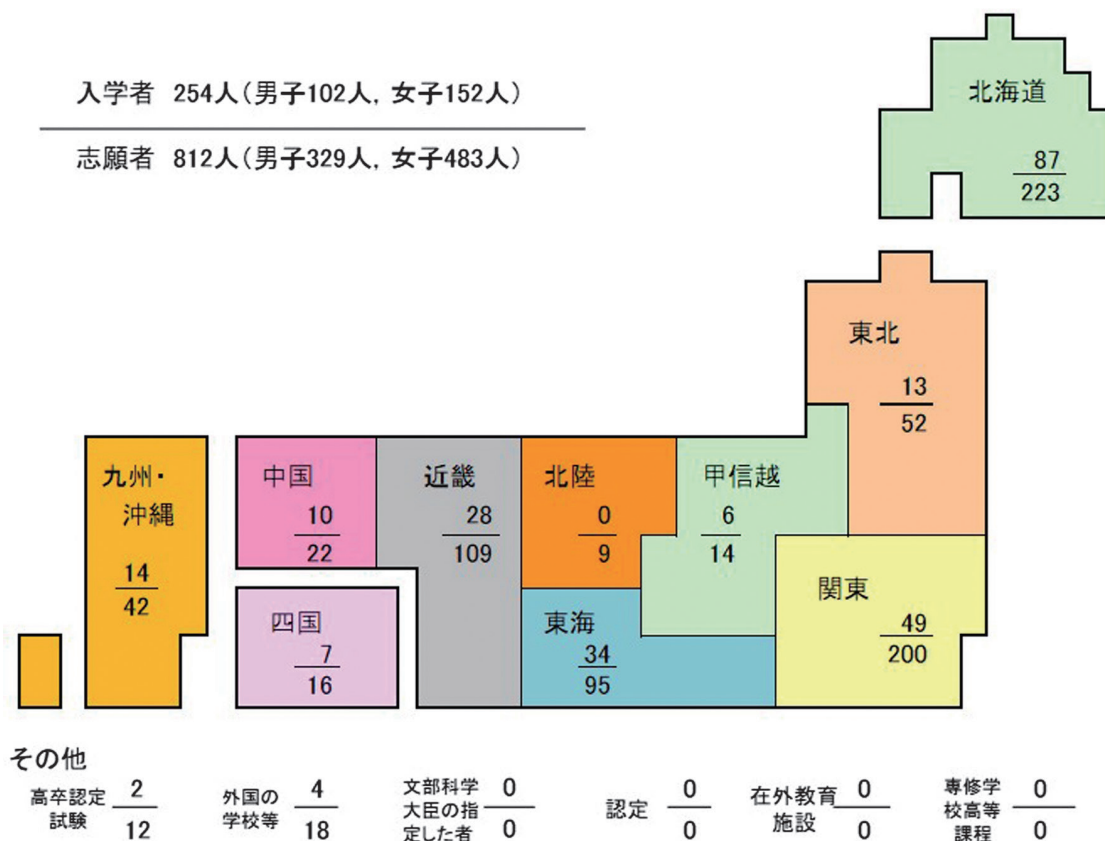 入学者 254人(男子102人, 女子152人)
志願者 812人(男子329人, 女子483人)
北海道
87
223
東北
13
52
九州・
沖縄
14
42
中国
10
22
近畿
28
109
北陸
0
9
甲信越
6
14
関東
49
200
四国
7
16
東海
34
95
その他
高卒認定
試験
2
12
外国の
学校等
4
18
文部科学
大臣の指
定した者
0
0
認定
0
0
在外教育
施設
0
0
専修学
校高等
課程
0
0